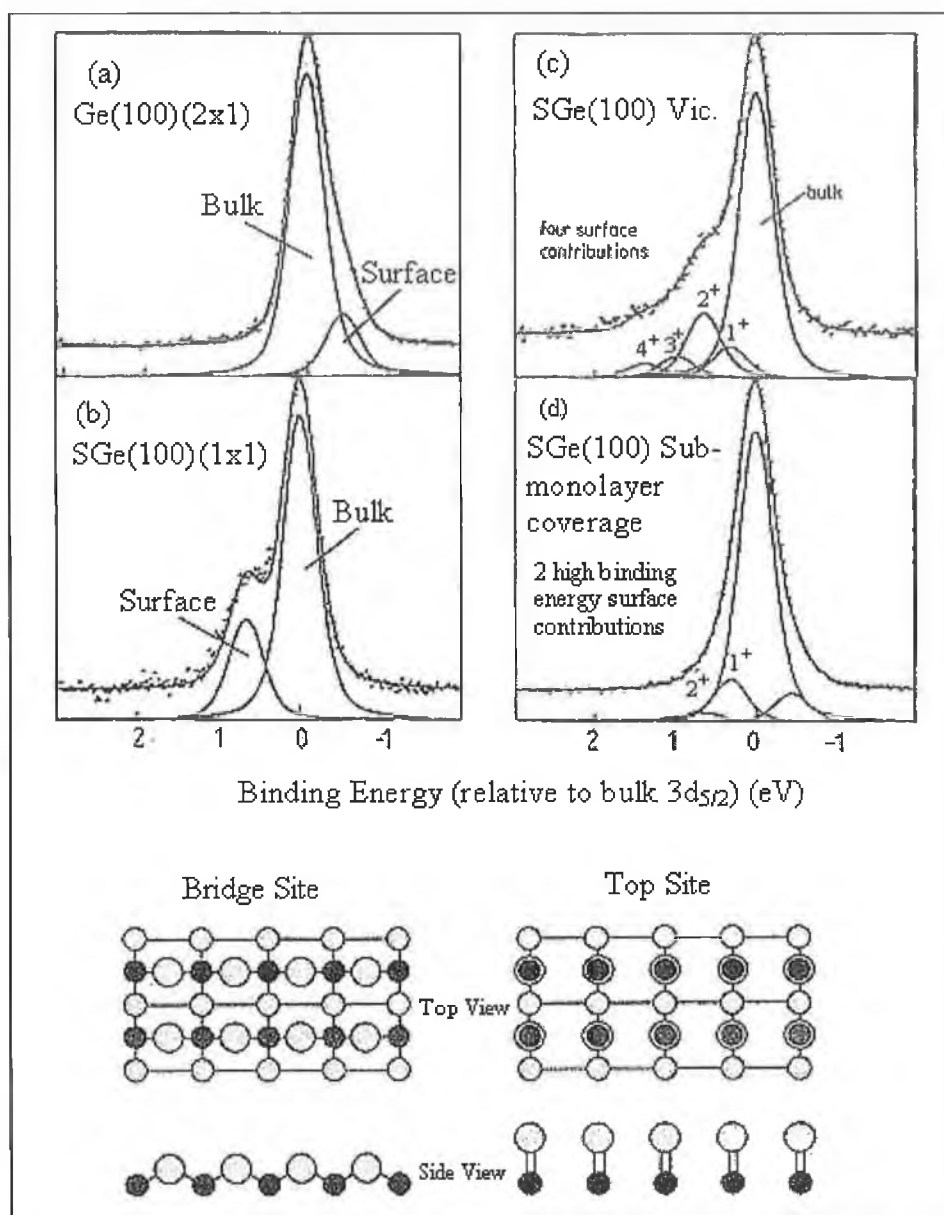 (a)
Ge(100)(2x1)
Bulk
Surface
(b)
SGe(100)(1x1)
Bulk
Surface
2 1 0 -1
(c)
SGe(100) Vic.
bulk
four surface
contributions
4+ 3+ 2+ 1+
(d)
SGe(100) Sub-
monolayer
coverage
2 high binding
energy surface
contributions
2+ 1+
2 1 0 -1
Binding Energy (relative to bulk 3d5/2) (eV)
Bridge Site
Top Site
Top View
Side View